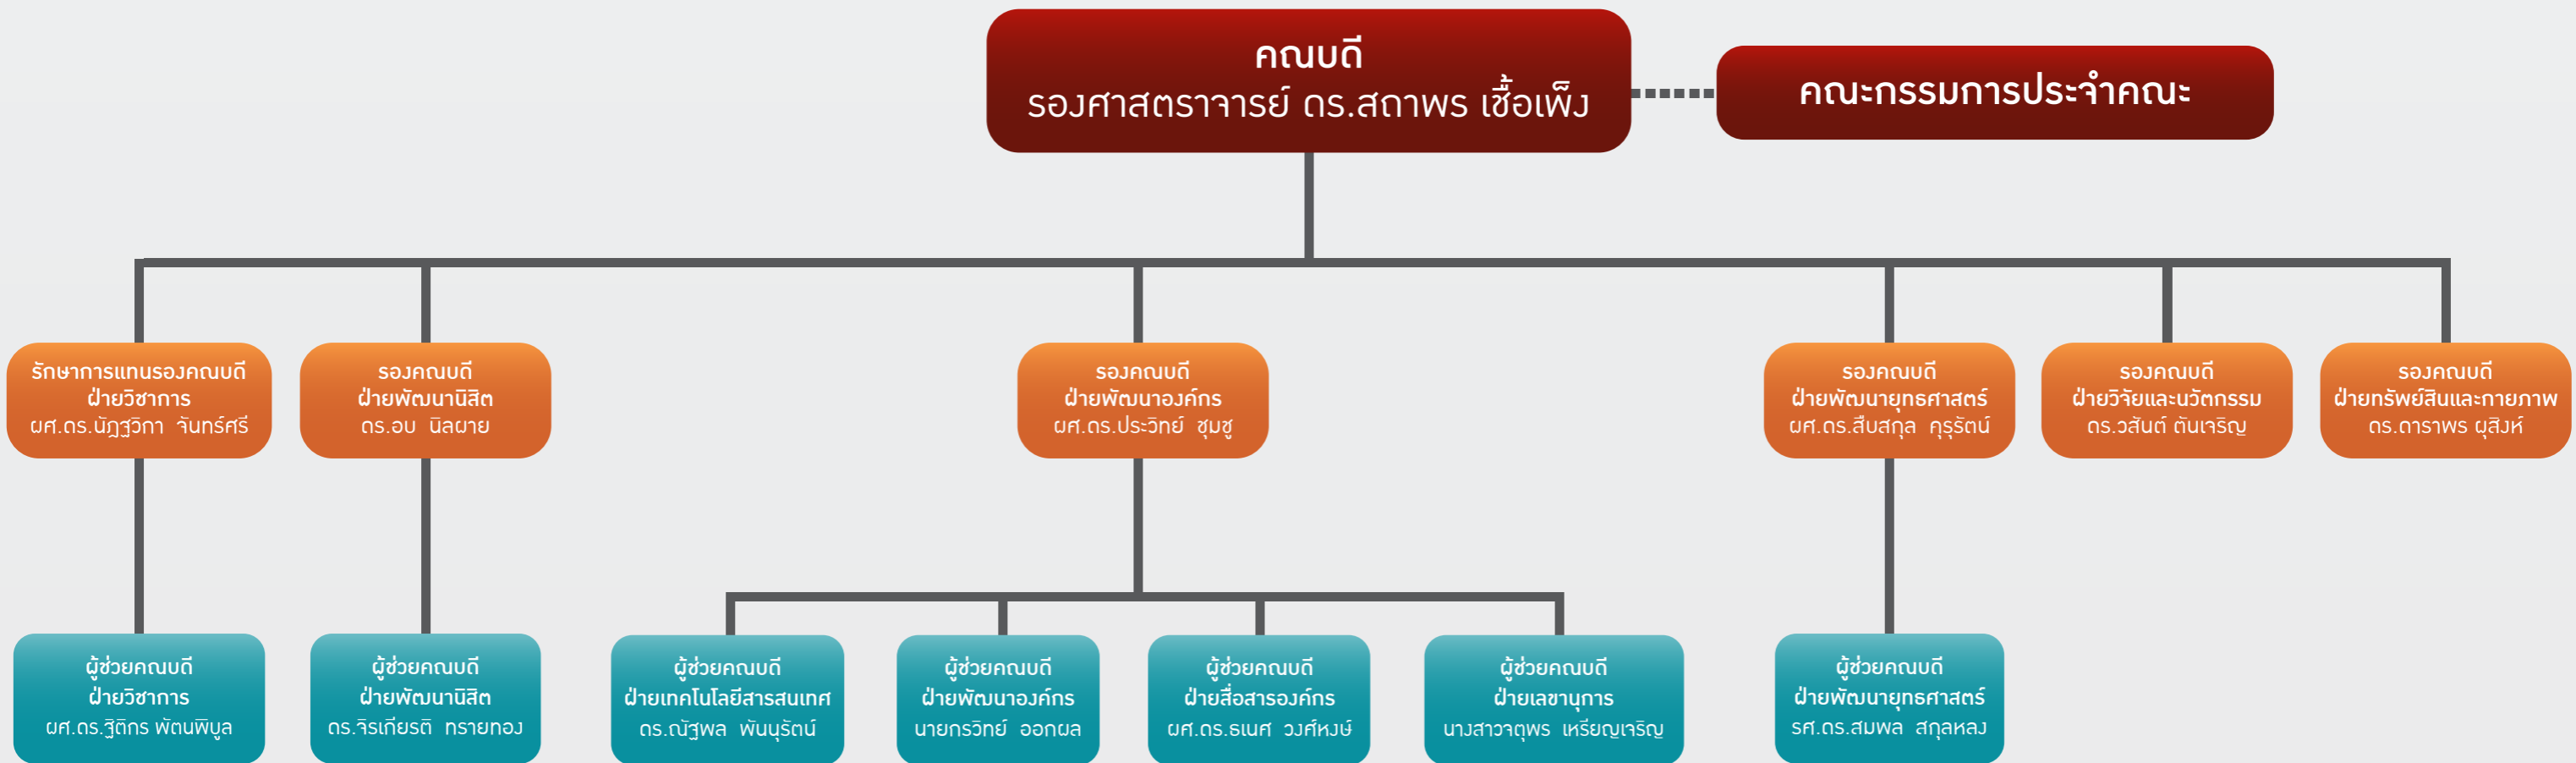 คณบดี
รองศาสตราจารย์ ดร.สถาพร เชื้อเพ็ง
คณะกรรมการประจำคณะ
รักษาการแทนรองคณบดี
ฝ่ายวิชาการ
ผศ.ดร.นัฎฐวิกา จันทร์ศรี
รองคณบดี
ฝ่ายพัฒนานิสิต
ดร.อบ นิลผาย
รองคณบดี
ฝ่ายพัฒนาองค์กร
ผศ.ดร.ประวิทย์ ชุมชู
รองคณบดี
ฝ่ายพัฒนายุทธศาสตร์
ผศ.ดร.สืบสกุล คุรุรัตน์
รองคณบดี
ฝ่ายวิจัยและนวัตกรรม
ดร.วสันต์ ตันเจริญ
รองคณบดี
ฝ่ายทรัพย์สินและกายภาพ
ดร.ดาราพร ผุสิงห์
ผู้ช่วยคณบดี
ฝ่ายวิชาการ
ผศ.ดร.ฐิติกร พัฒนพิบูล
ผู้ช่วยคณบดี
ฝ่ายพัฒนานิสิต
ดร.จิรเกียรติ ทรายทอง
ผู้ช่วยคณบดี
ฝ่ายเทคโนโลยีสารสนเทศ
ดร.ณัฐพล พันนุรัตน์
ผู้ช่วยคณบดี
ฝ่ายพัฒนาองค์กร
นายกรวิทย์ ออกผล
ผู้ช่วยคณบดี
ฝ่ายสื่อสารองค์กร
ผศ.ดร.ธเนศ วงศ์หงษ์
ผู้ช่วยคณบดี
ฝ่ายเลขานุการ
นางสาวจตุพร เหรียญเจริญ
ผู้ช่วยคณบดี
ฝ่ายพัฒนายุทธศาสตร์
รศ.ดร.สมพล สกุลหลง